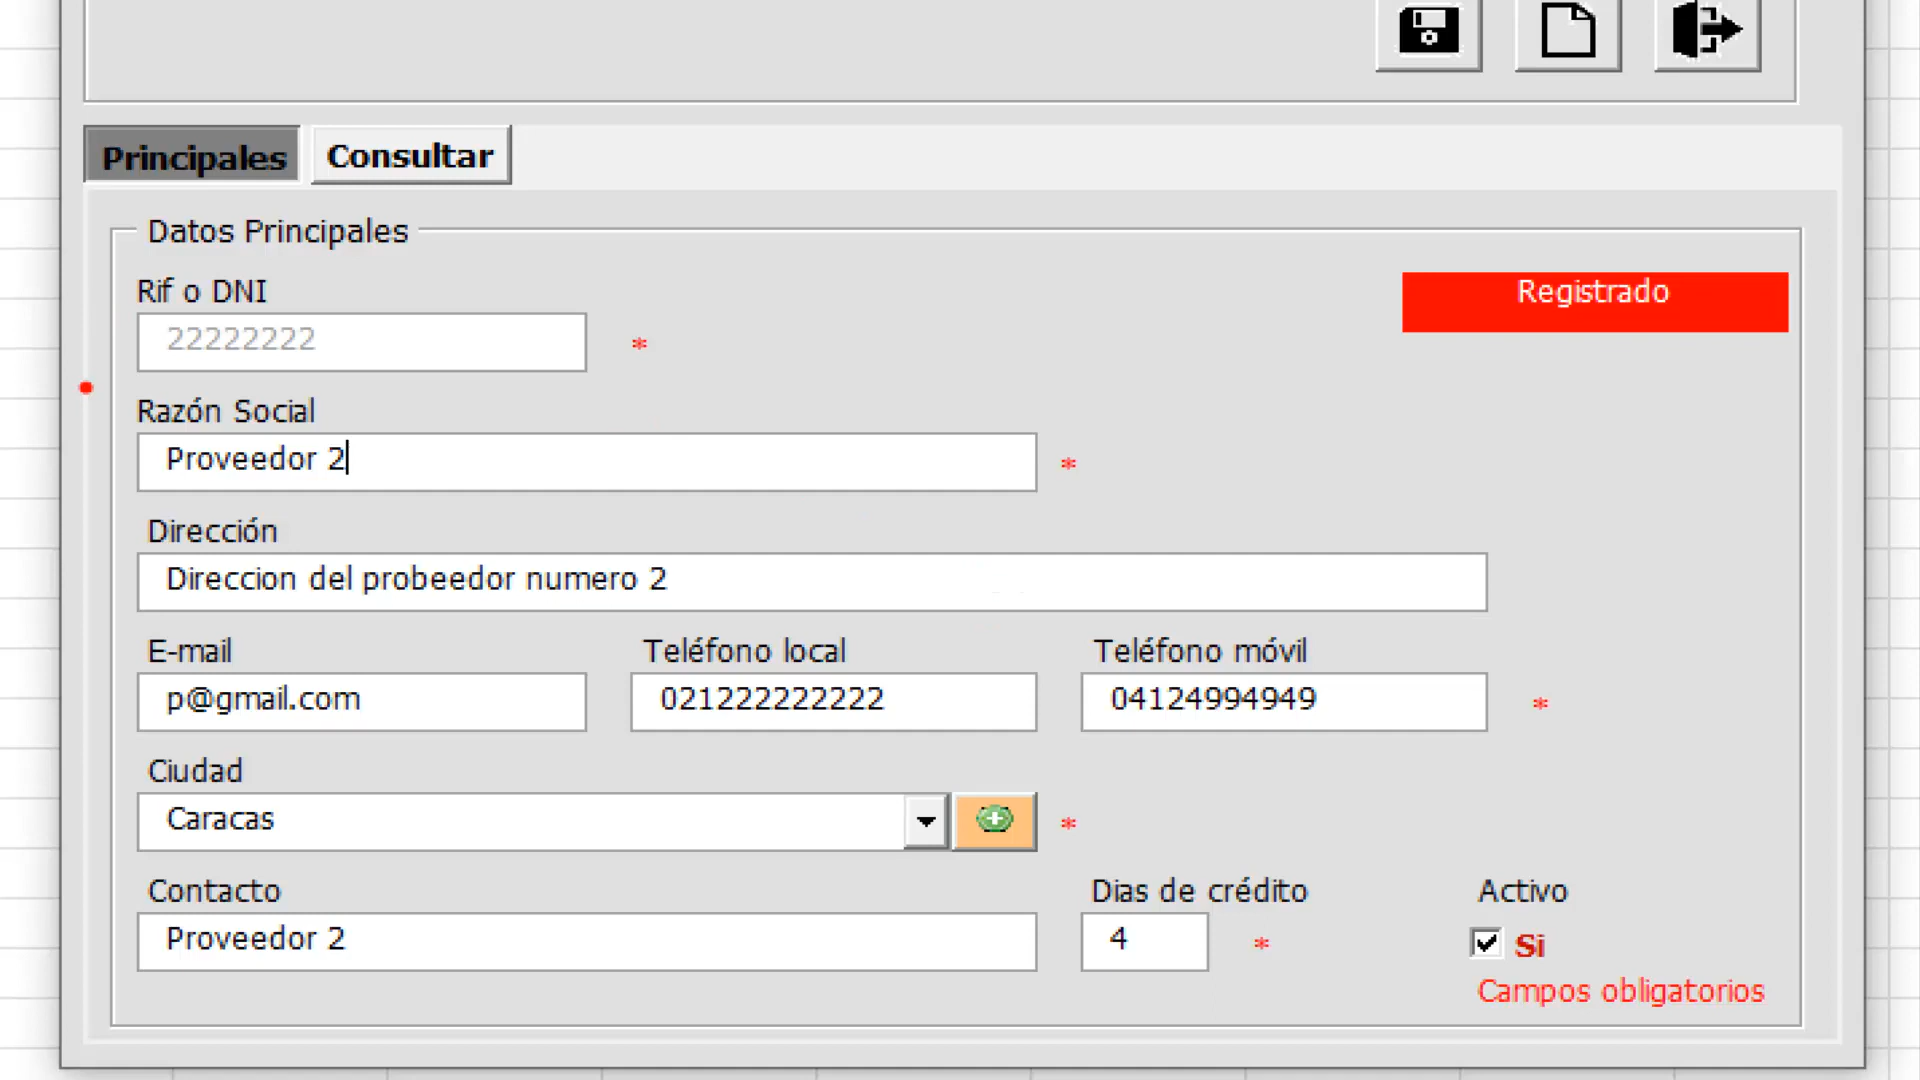 Principales Consultar
Datos Principales
Rif o DNI
Registrado
22222222 *
Razón Social
Proveedor 2 *
Dirección
Direccion del probeedor numero 2
E-mail Teléfono local Teléfono móvil
p@gmail.com 021222222222 04124994949 *
Ciudad
Caracas *
Contacto Dias de crédito Activo
Proveedor 2 4 * Si
Campos obligatorios